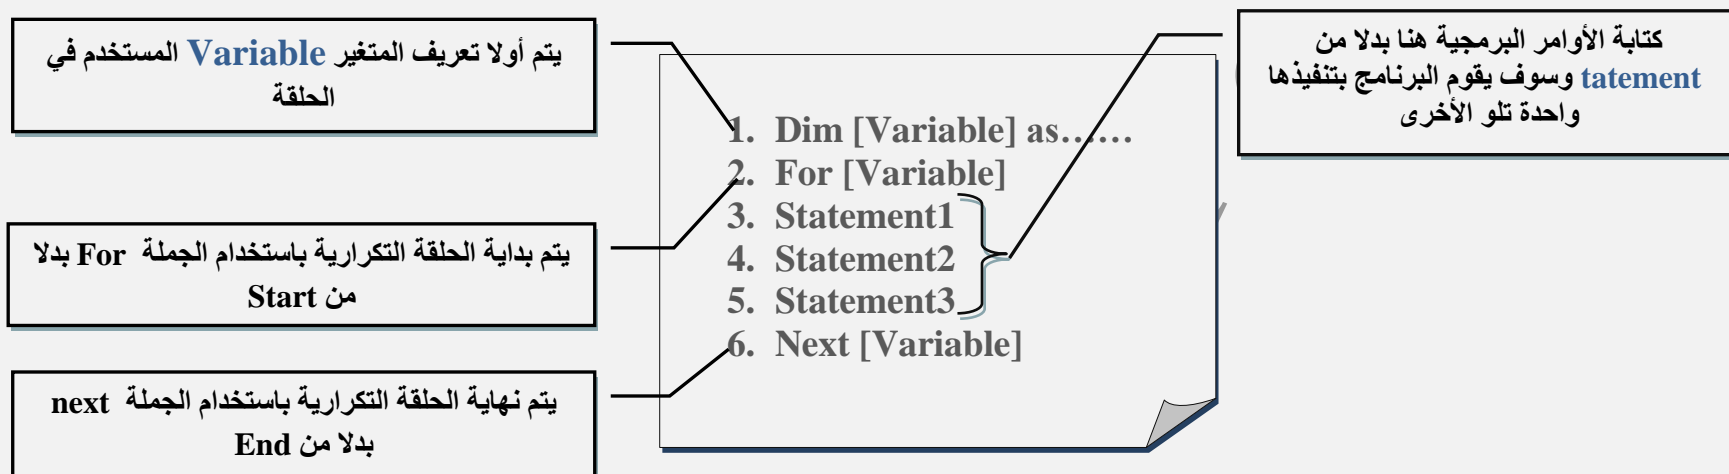 يتم أولا تعريف المتغير Variable المستخدم في
الحلقة
يتم بداية الحلقة التكرارية باستخدام الجملة For بدلا
من Start
يتم نهاية الحلقة التكرارية باستخدام الجملة next
بدلا من End
1. Dim [Variable] as......
2. For [Variable]
3. Statement1
4. Statement2
5. Statement3
6. Next [Variable]
كتابة الأوامر البرمجية هنا بدلا من
tatement وسوف يقوم البرنامج بتنفيذها
واحدة تلو الأخرى